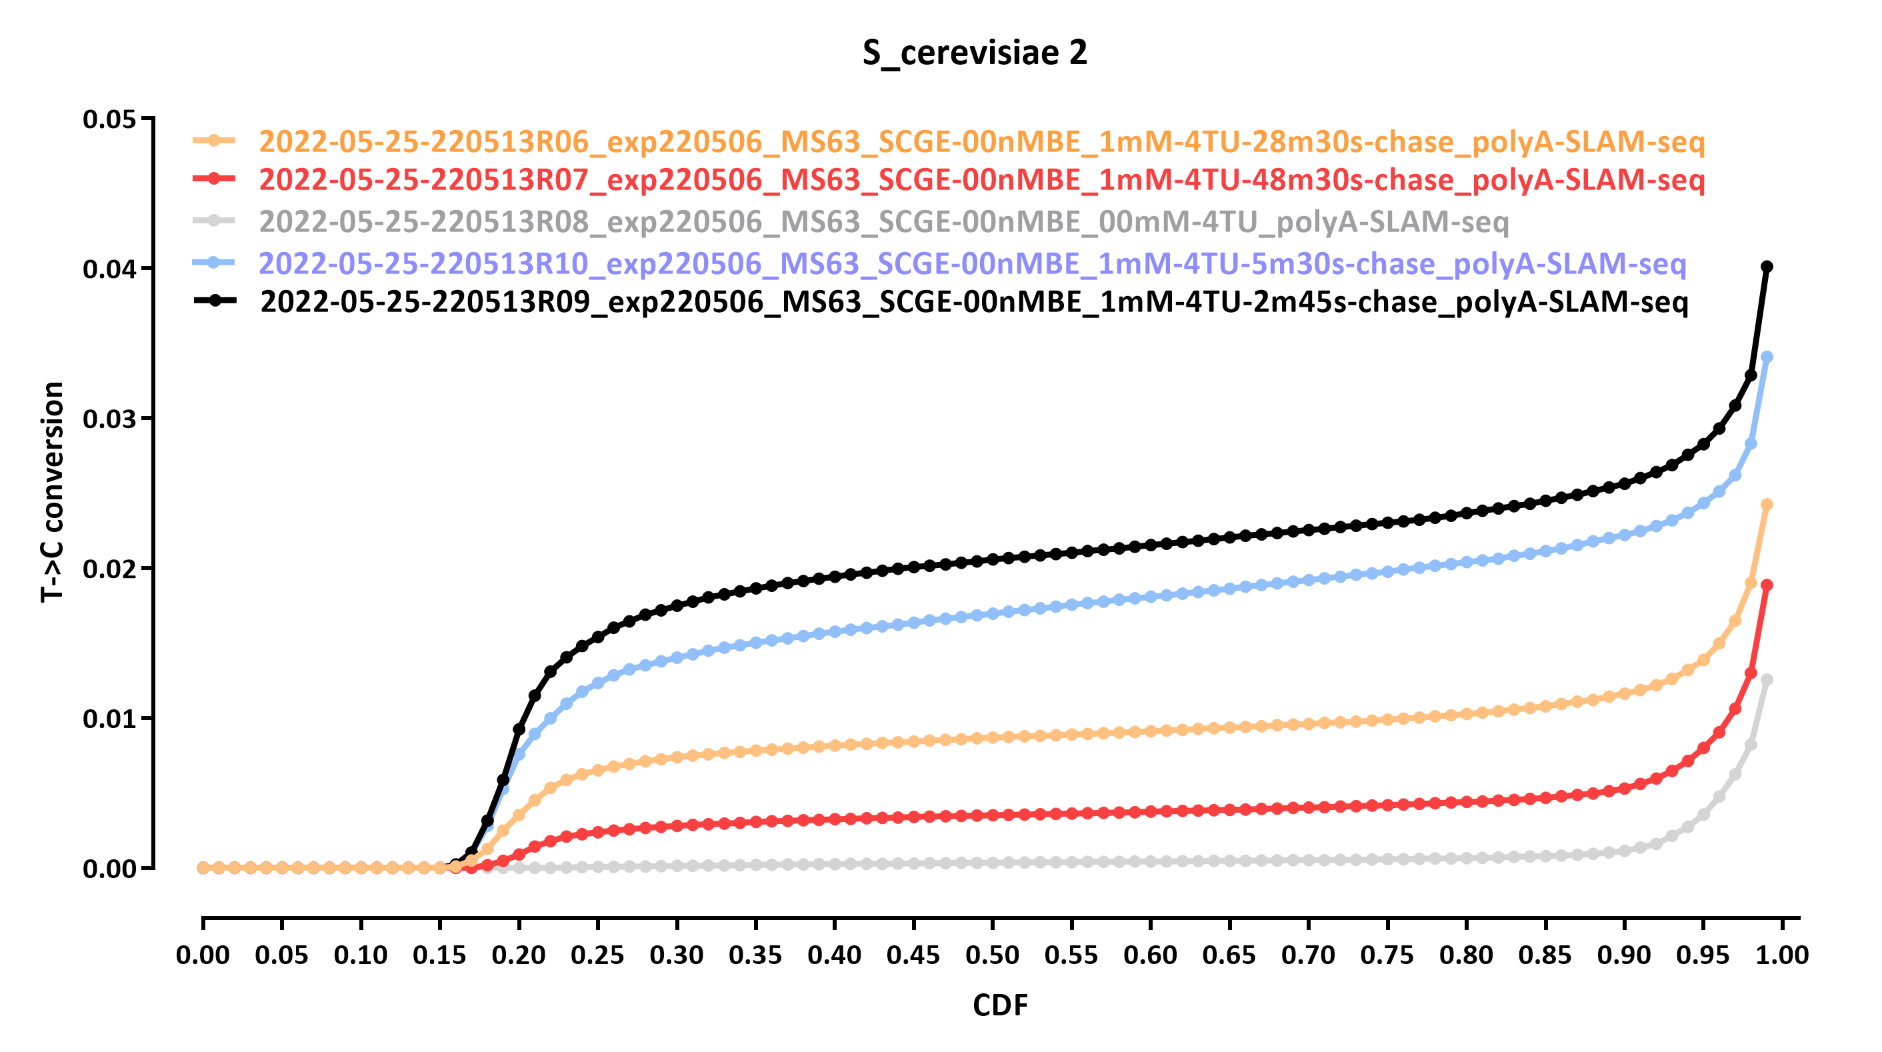 S_cerevisiae 2
0.05
2022-05-25-220513R06_exp220506_MS63_SCGE-00nMBE_1mM-4TU-28m30s-chase_polyA-SLAM-seq
2022-05-25-220513R07_exp220506_MS63_SCGE-00nMBE_1mM-4TU-48m30s-chase_polyA-SLAM-seq
2022-05-25-220513R08_exp220506_MS63_SCGE-00nMBE_00mM-4TU_polyA-SLAM-seq
2022-05-25-220513R10_exp220506_MS63_SCGE-00nMBE_1mM-4TU-5m30s-chase_polyA-SLAM-seq
2022-05-25-220513R09_exp220506_MS63_SCGE-00nMBE_1mM-4TU-2m45s-chase_polyA-SLAM-seq
0.04
0.03
0.02
0.01
0.00
T->C conversion
0.00 0.05 0.10 0.15 0.20 0.25 0.30 0.35 0.40 0.45 0.50 0.55 0.60 0.65 0.70 0.75 0.80 0.85 0.90 0.95 1.00
CDF